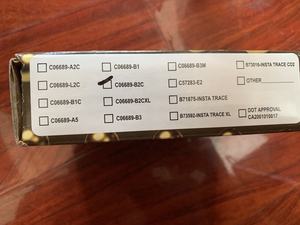 C06689-A2C
C06689-B1
C06689-B3M
B73016-INSTA TRACE CD2
C06689-L2C
C06689-B2C
C57283-E2
OTHER
C06689-B1C
C06689-B2CXL
B71875-INSTA TRACE
C06689-A5
C06689-B3
B73592-INSTA TRACE XL
DOT APPROVAL
CA2001010017